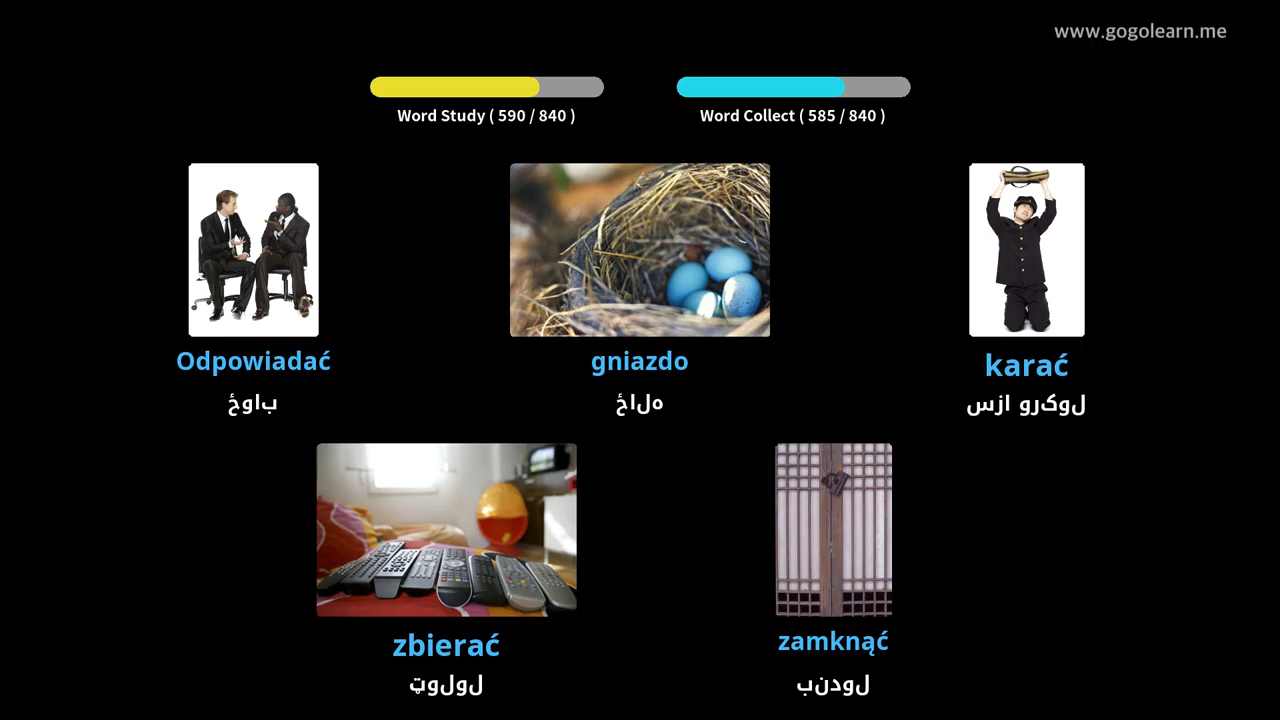 www.gogolearn.me
Word Study ( 590 / 840 )
Word Collect ( 585 / 840 )
Odpowiadać
باوځ
gniazdo
هلاځ
karać
لوکرو ازس
zbierać
لولوټ
zamknąć
لودنب